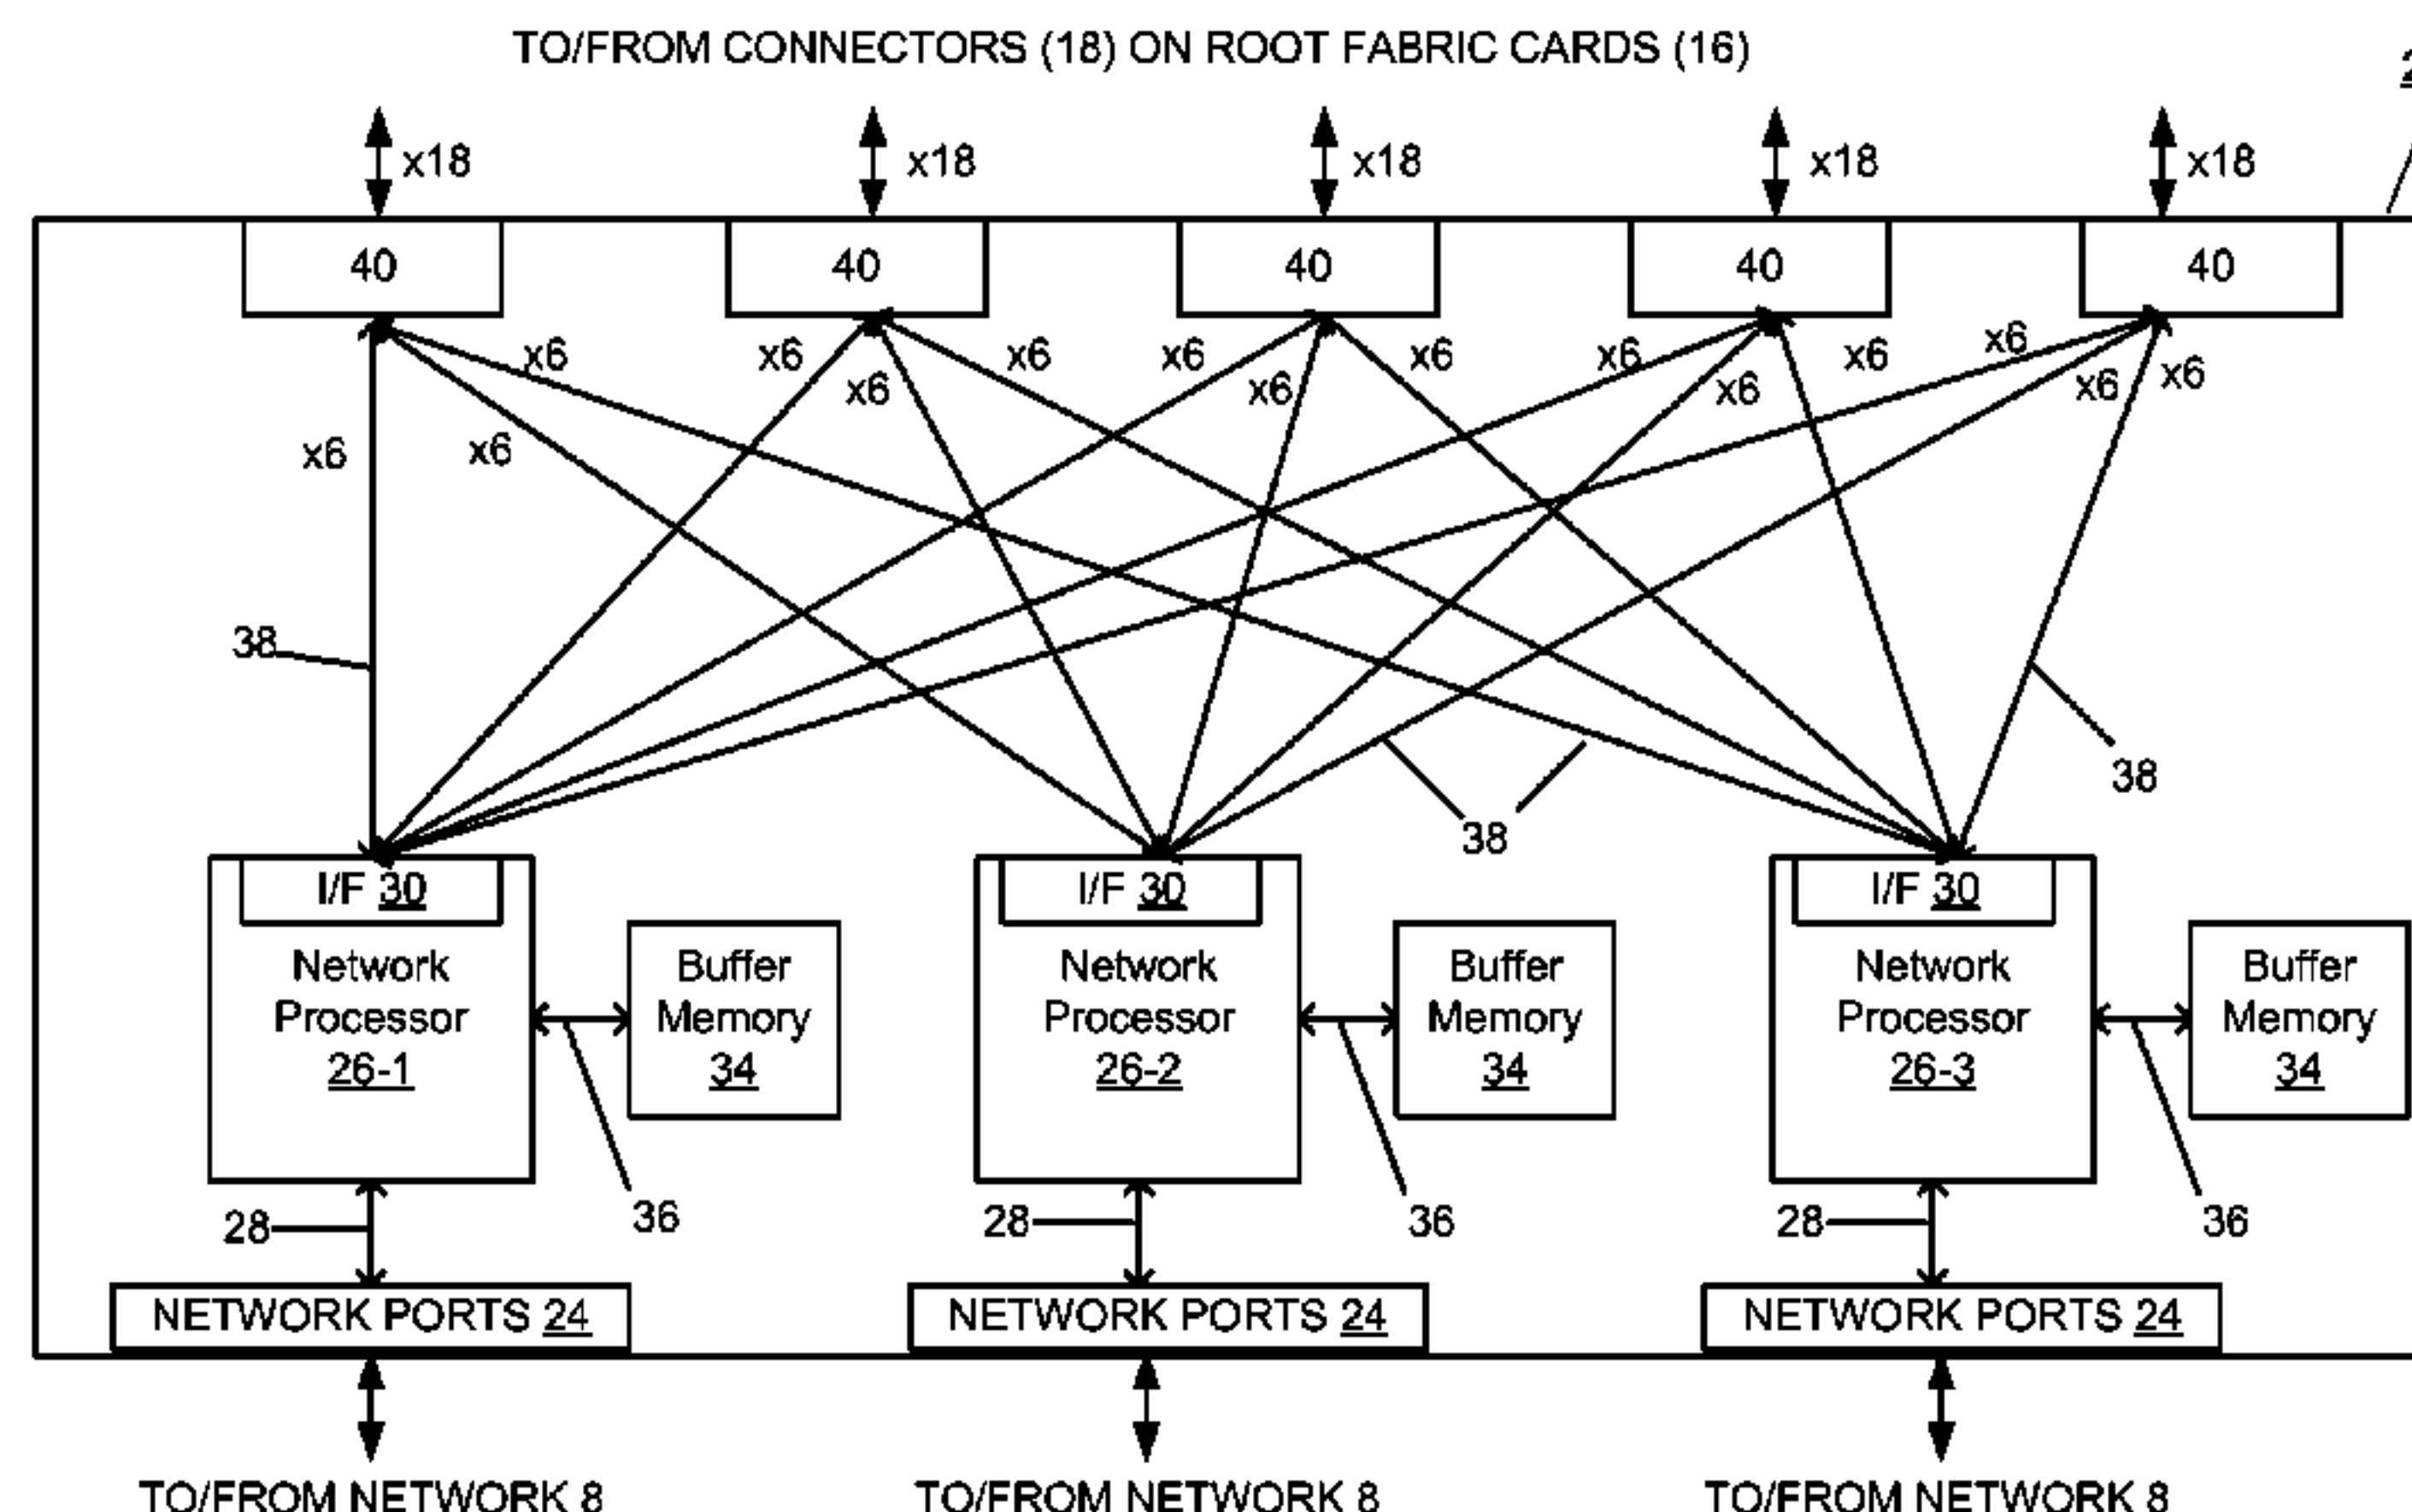 TO/FROM CONNECTORS (18) ON ROOT FABRIC CARDS (16)
x18 x18 x18 x18 x18
40 40 40 40 40
x6 x6 x6 x6 x6 x6 x6 x6
x6 x6 x6 x6 x6
x6 x6
38
38
38
I/F 30 I/F 30 I/F 30
Network Buffer Network Buffer Network Buffer
Processor Memory Processor Memory Processor Memory
26-1 34 26-2 34 26-3 34
28 36 28 36 28 36
NETWORK PORTS 24 NETWORK PORTS 24 NETWORK PORTS 24
TO/FROM NETWORK 8 TO/FROM NETWORK 8 TO/FROM NETWORK 8